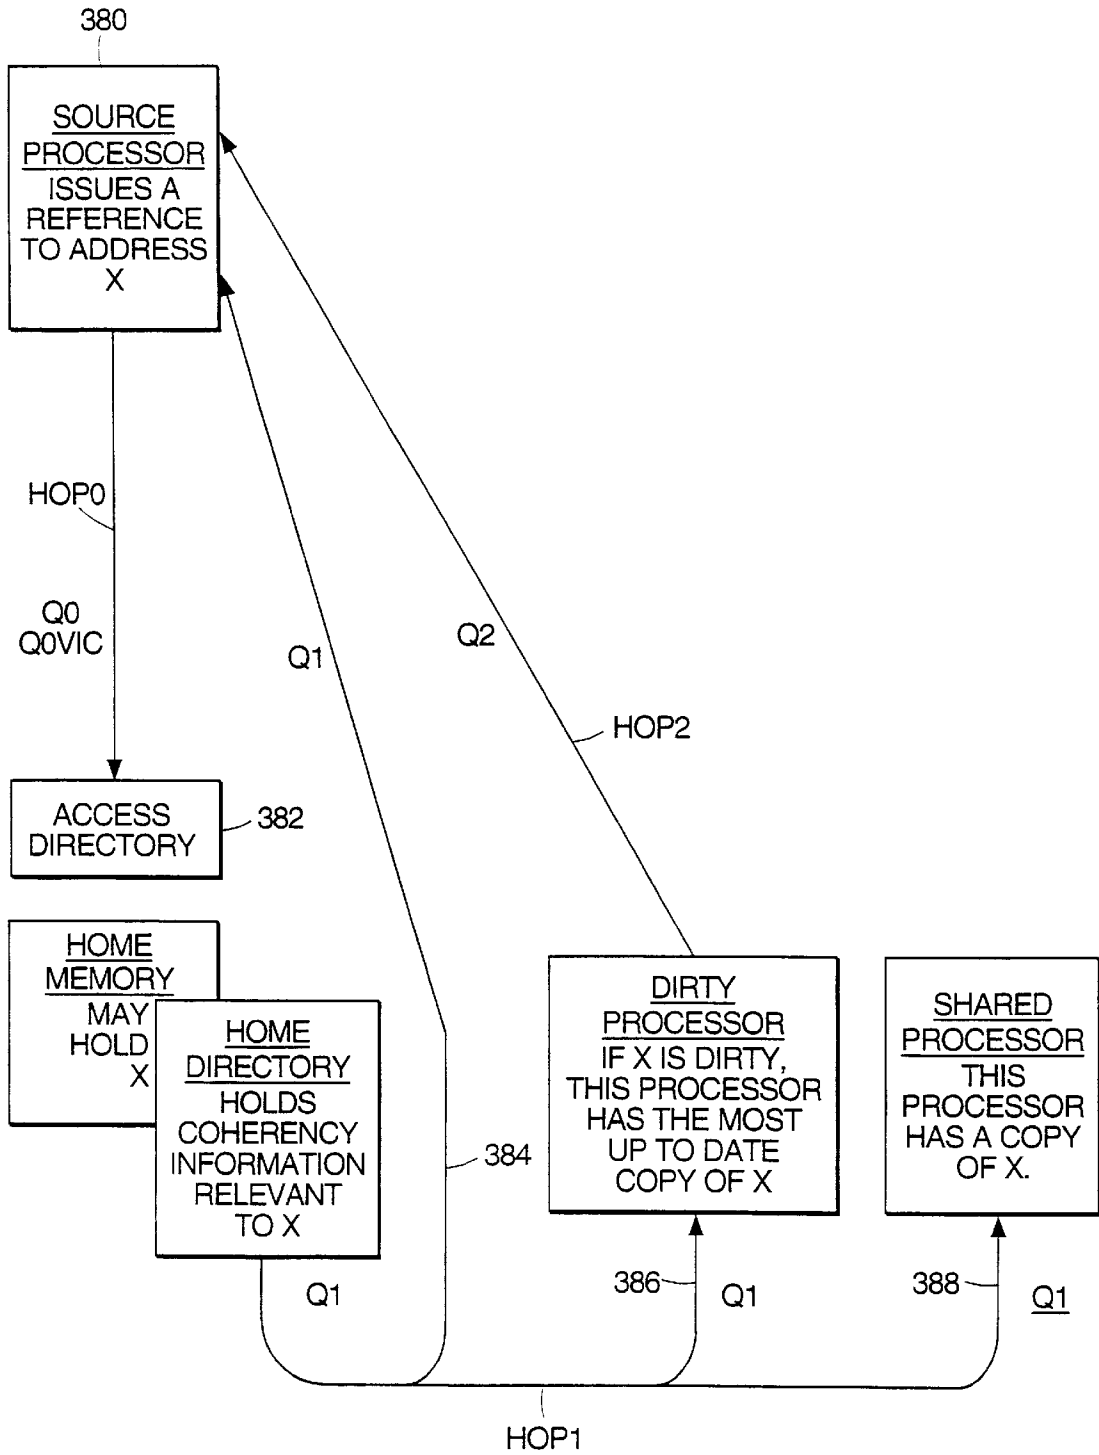 380
SOURCE
PROCESSOR
ISSUES A
REFERENCE
TO ADDRESS
X
HOP0
Q0
Q0VIC
Q1
Q2
HOP2
ACCESS
DIRECTORY
382
HOME
MEMORY
MAY
HOLD
X
HOME
DIRECTORY
HOLDS
COHERENCY
INFORMATION
RELEVANT
TO X
384
DIRTY
PROCESSOR
IF X IS DIRTY,
THIS PROCESSOR
HAS THE MOST
UP TO DATE
COPY OF X
SHARED
PROCESSOR
THIS
PROCESSOR
HAS A COPY
OF X.
Q1
386
Q1
388
Q1
HOP1